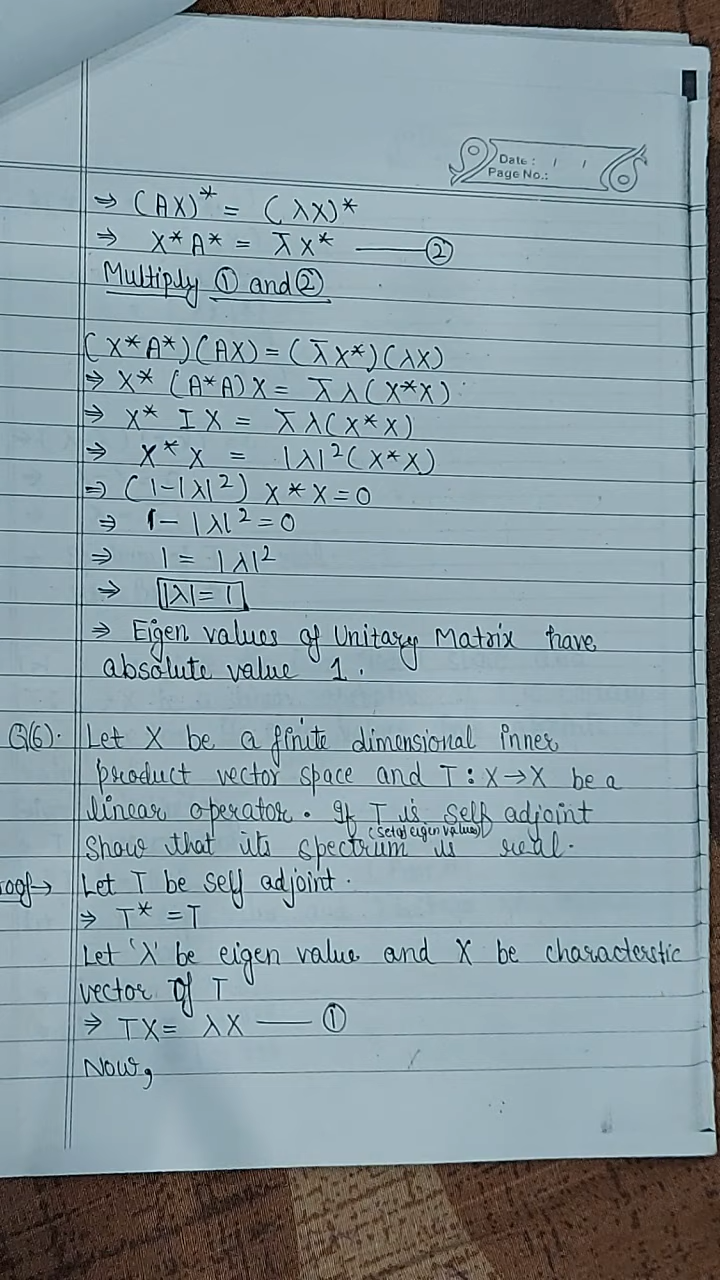 Date : / /
Page No.:
⇒ (AX)* = (λX)*
⇒ X*A* = λ̄X* —— ②
Multiply ① and ②
(X*A*)(AX) = (λ̄X*)(λX)
⇒ X* (A*A) X = λ̄λ(X*X)
⇒ X* I X = λ̄λ(X*X)
⇒ X*X = |λ|²(X*X)
⇒ (1-|λ|²) X*X = 0
⇒ 1-|λ|² = 0
⇒ 1 = |λ|²
⇒ |λ| = 1
⇒ Eigen values of Unitary Matrix have
absolute value 1.
Q(6). Let X be a finite dimensional inner
product vector space and T : X→X be a
linear operator. If T is self adjoint
(set of eigen values)
Show that its spectrum is real.
oof→ Let T be self adjoint.
⇒ T* = T
Let 'λ' be eigen value and X be characterstic
vector of T
⇒ TX = λX —— ①
Now,